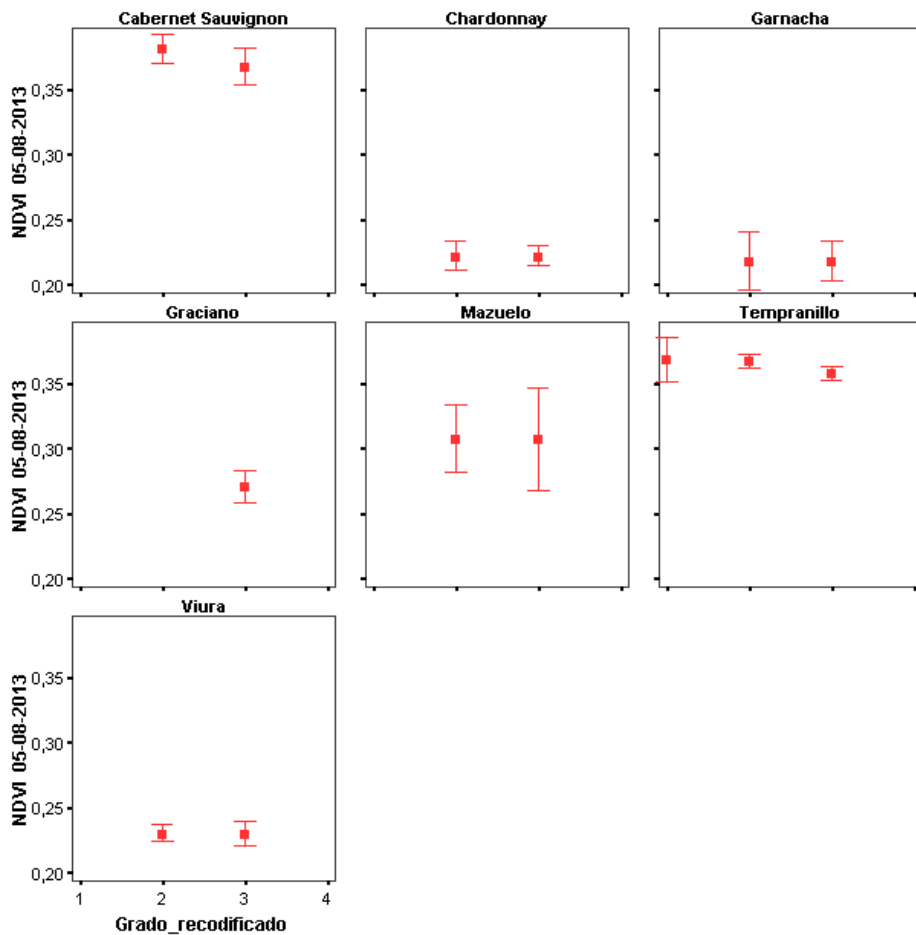 Cabernet Sauvignon
Chardonnay
Garnacha
NDVI 05-08-2013
0,35
0,30
0,25
0,20
Graciano
Mazuelo
Tempranillo
NDVI 05-08-2013
0,35
0,30
0,25
0,20
Viura
NDVI 05-08-2013
0,35
0,30
0,25
0,20
1 2 3 4
Grado_recodificado